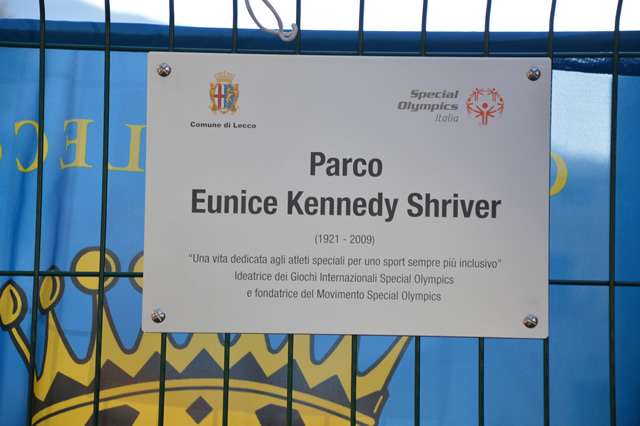 Comune di Lecco
Special
Olympics
Italia
Parco
Eunice Kennedy Shriver
(1921 - 2009)
"Una vita dedicata agli atleti speciali per uno sport sempre più inclusivo"
Ideatrice dei Giochi Internazionali Special Olympics
e fondatrice del Movimento Special Olympics